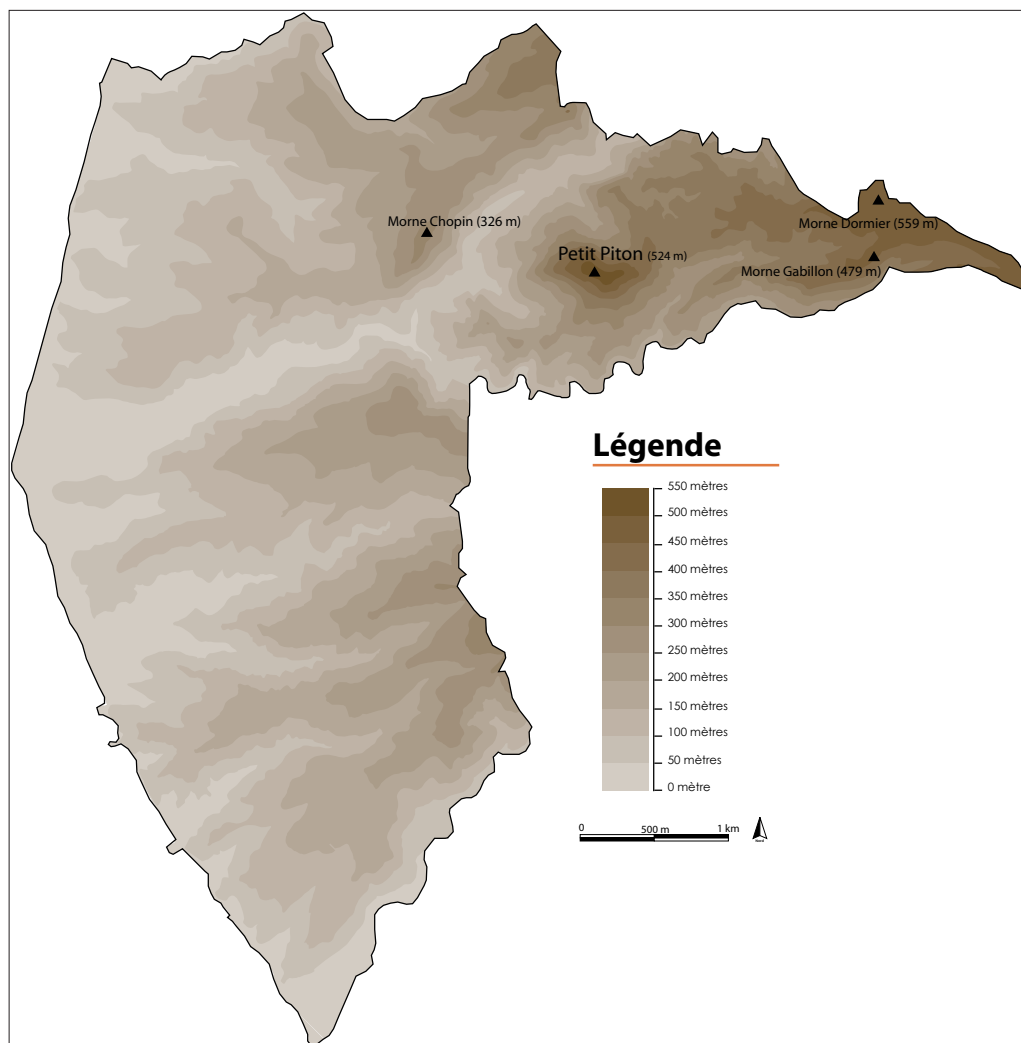 Morne Chopin (326 m)
Morne Dormier (559 m)
Petit Piton (524 m)
Morne Gabillon (479 m)
Légende
550 mètres
500 mètres
450 mètres
400 mètres
350 mètres
300 mètres
250 mètres
200 mètres
150 mètres
100 mètres
50 mètres
0 mètre
0 500 m 1 km